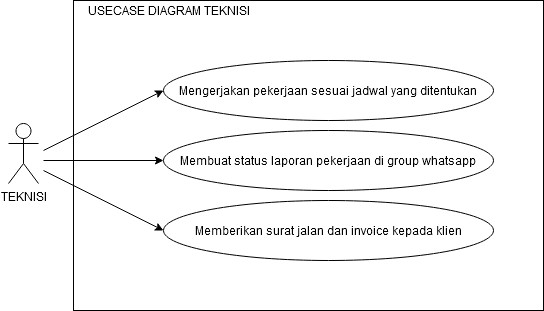 USECASE DIAGRAM TEKNISI
Mengerjakan pekerjaan sesuai jadwal yang ditentukan
Membuat status laporan pekerjaan di group whatsapp
TEKNISI
Memberikan surat jalan dan invoice kepada klien